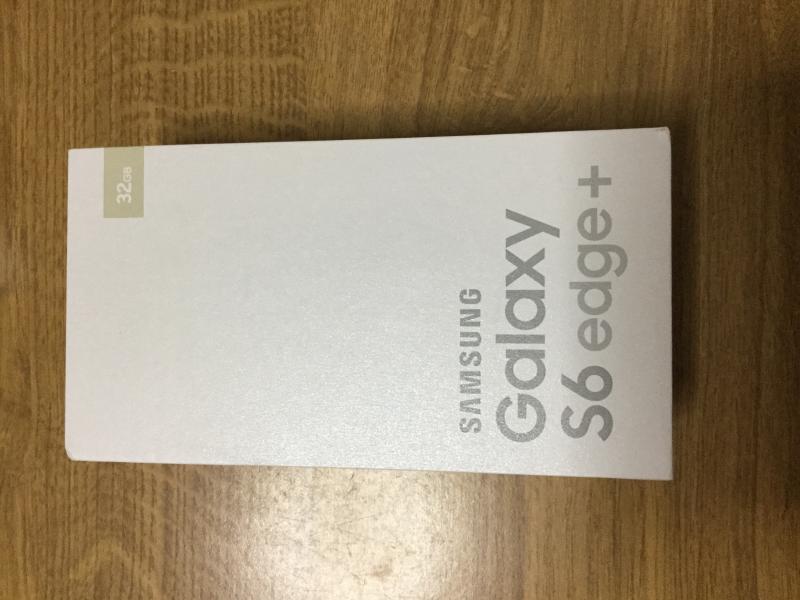 32GB
SAMSUNG
Galaxy
S6 edge+